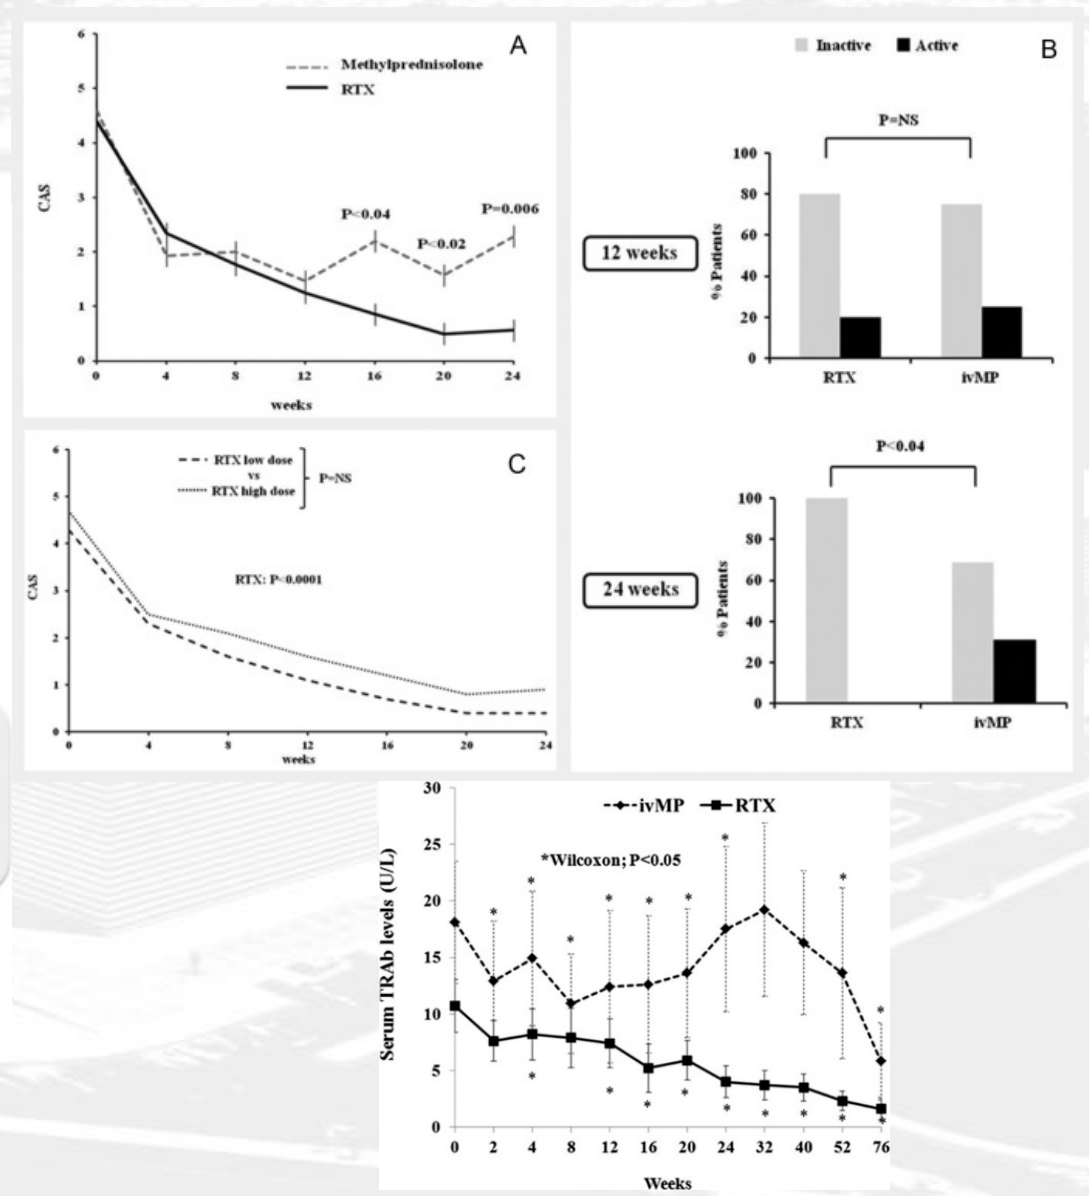 A
Methylprednisolone
RTX
6
5
4
3
2
1
0
CAS
P<0.04
P<0.02
P=0.006
0 4 8 12 16 20 24
weeks
B
Inactive Active
12 weeks
P=NS
100
80
60
40
20
0
% Patients
RTX ivMP
24 weeks
P<0.04
100
80
60
40
20
0
% Patients
RTX ivMP
C
RTX low dose
vs
RTX high dose
P=NS
RTX: P<0.0001
6
5
4
3
2
1
0
CAS
0 4 8 12 16 20 24
weeks
ivMP RTX
*Wilcoxon; P<0.05
30
25
20
15
10
5
0
Serum TRAb levels (U/L)
* * * * * * * * * *
* * * * * * * * *
0 2 4 8 12 16 20 24 32 40 52 76
Weeks